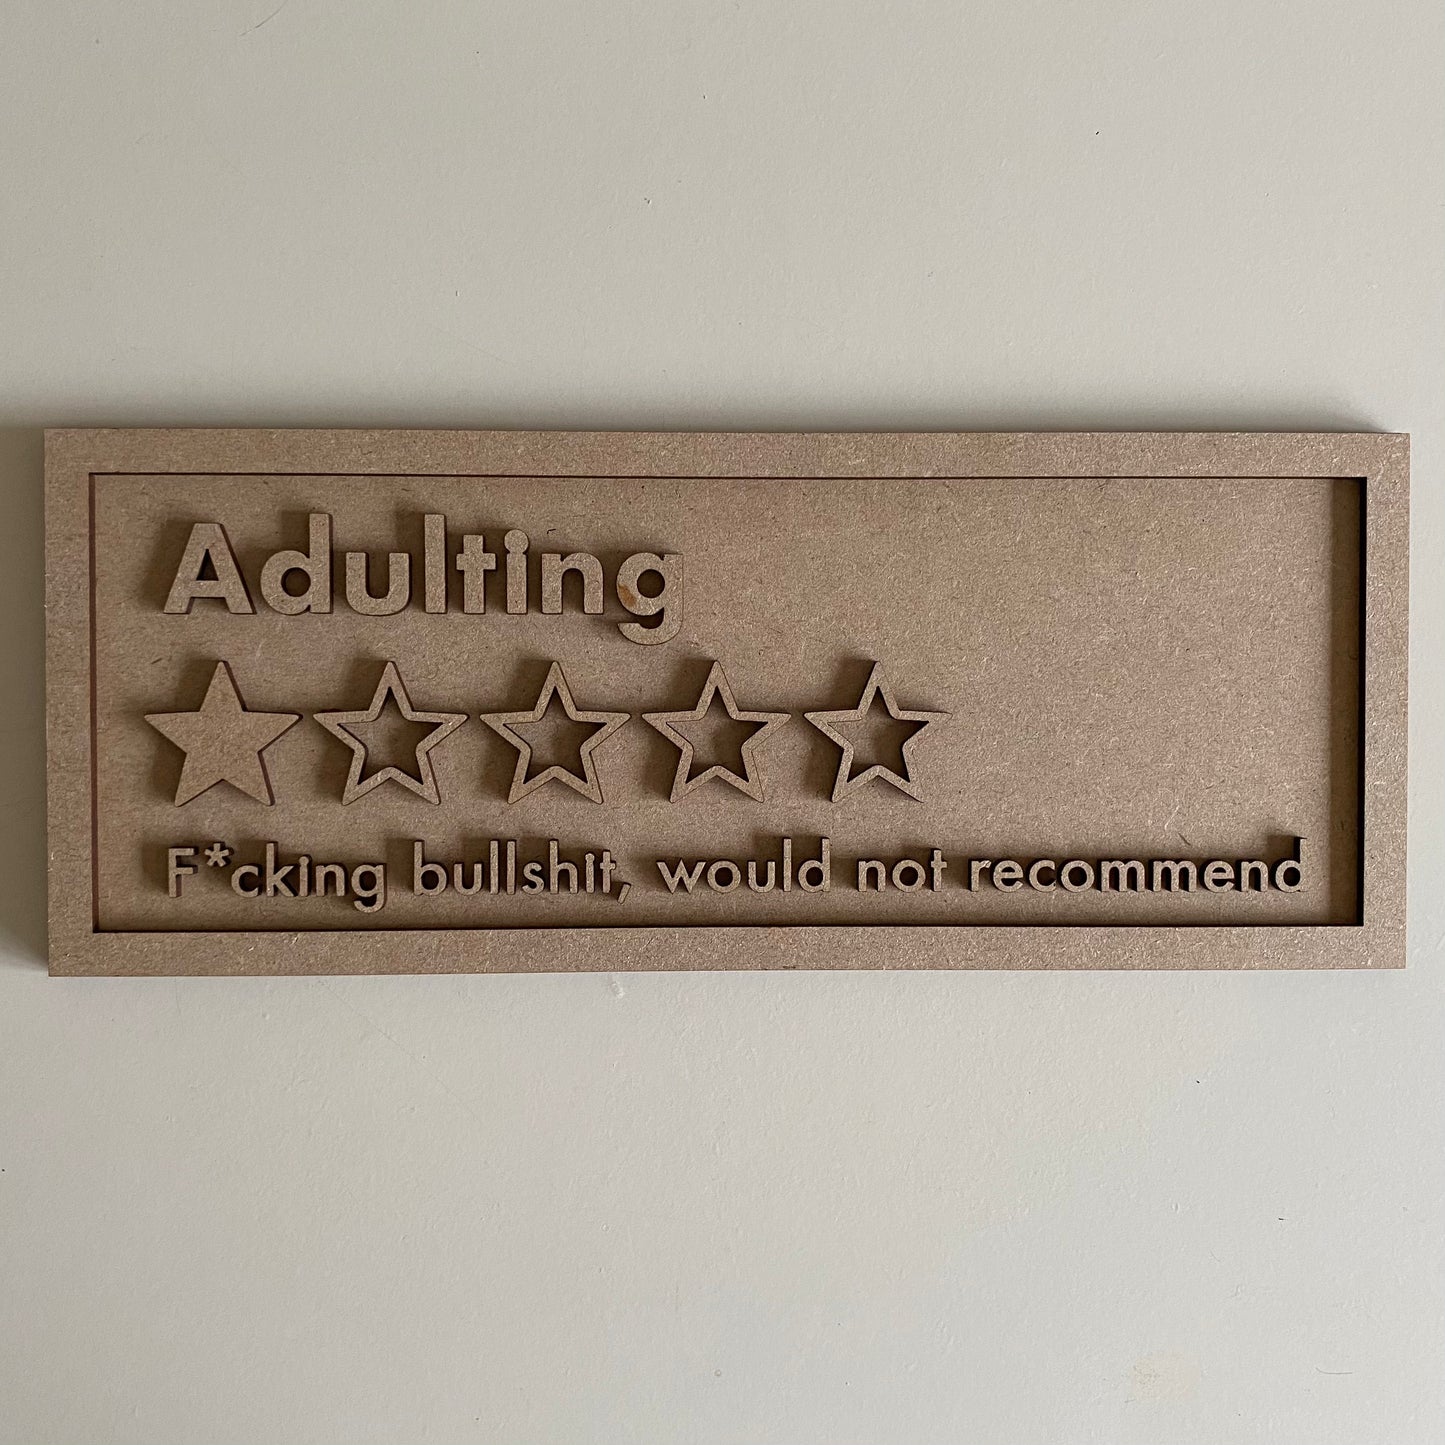 Adulting
F*cking bullshit, would not recommend